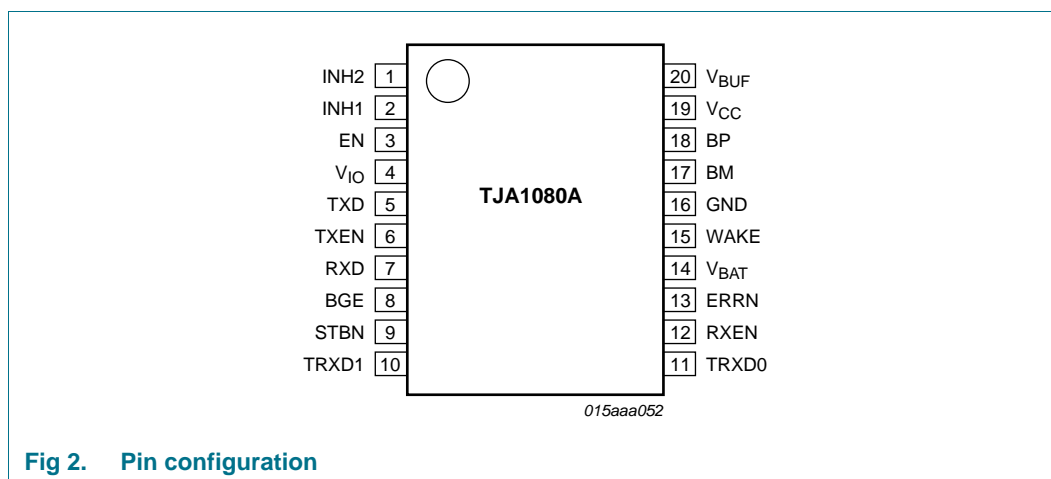 INH2 1 20 VBUF
INH1 2 19 VCC
EN 3 18 BP
VIO 4 17 BM
TXD 5 TJA1080A 16 GND
TXEN 6 15 WAKE
RXD 7 14 VBAT
BGE 8 13 ERRN
STBN 9 12 RXEN
TRXD1 10 11 TRXD0
015aaa052
Fig 2. Pin configuration